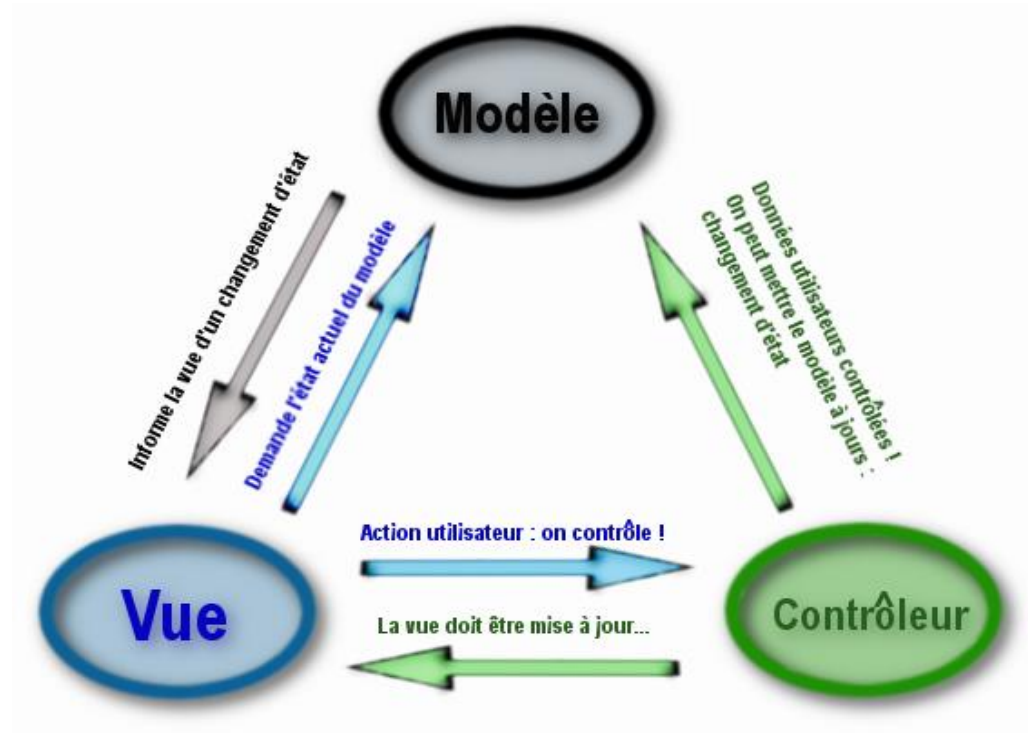 Modèle
Informe la vue d'un changement d'état
Demande l'état actuel du modèle
Données utilisateurs contrôlées !
On peut mettre le modèle à jours :
changement d'état
Action utilisateur : on contrôle !
Vue
Contrôleur
La vue doit être mise à jour...